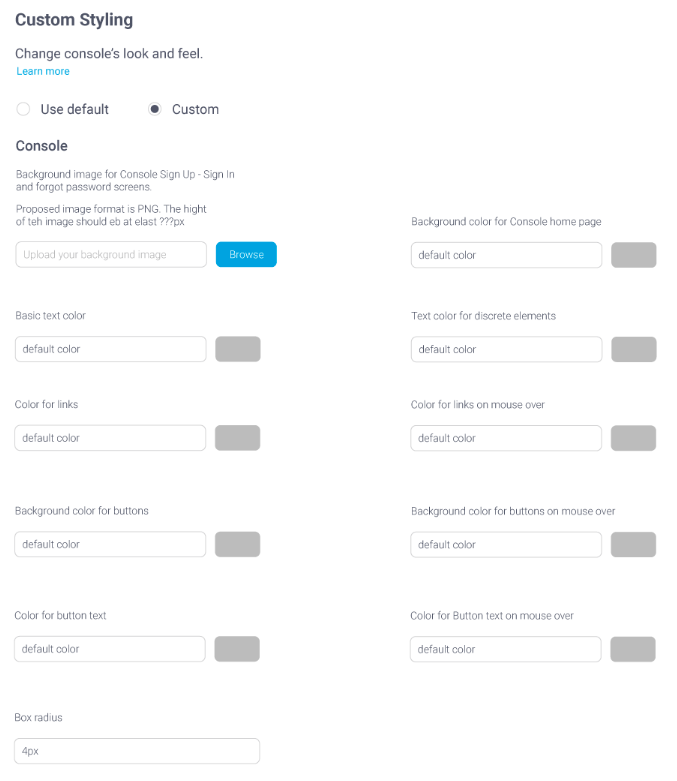 Custom Styling
Change console's look and feel.
Learn more
Use default
Custom
Console
Background image for Console Sign Up - Sign In
and forgot password screens.
Proposed image format is PNG. The hight
of teh image should eb at elast ???px
Upload your background image
Browse
Background color for Console home page
default color
Basic text color
default color
Text color for discrete elements
default color
Color for links
default color
Color for links on mouse over
default color
Background color for buttons
default color
Background color for buttons on mouse over
default color
Color for button text
default color
Color for Button text on mouse over
default color
Box radius
4px